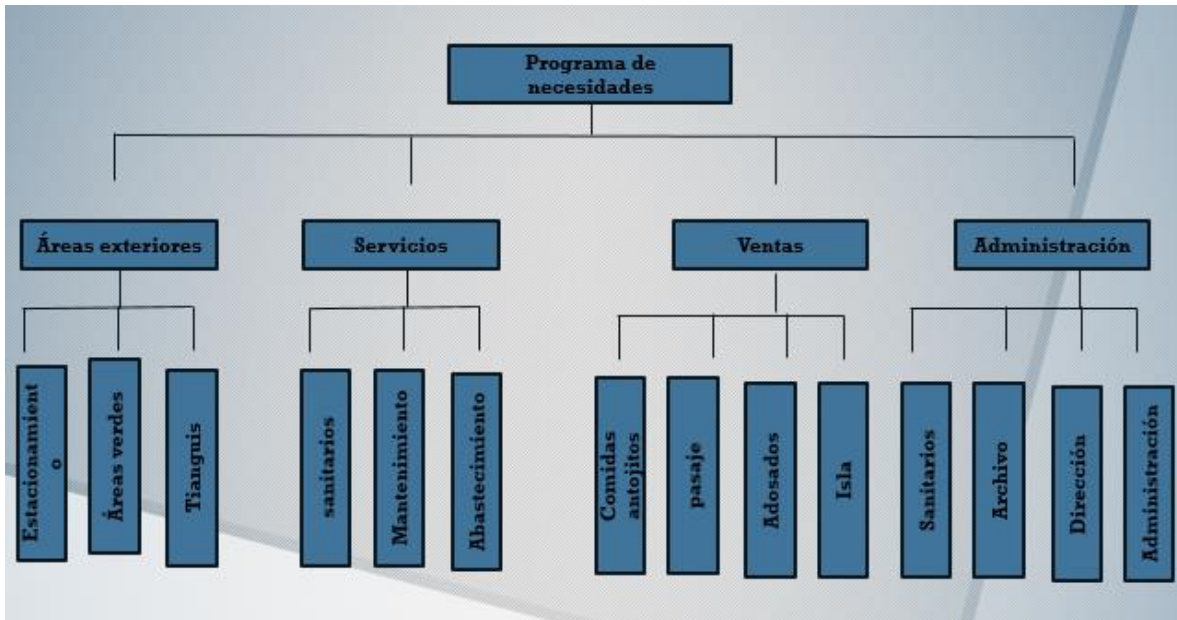 Programa de
necesidades
Áreas exteriores
Servicios
Ventas
Administración
Estacionamient
o
Áreas verdes
Tianguis
sanitarios
Mantenimiento
Abastecimiento
Comidas
antojitos
pasaje
Adosados
Isla
Sanitarios
Archivo
Dirección
Administración